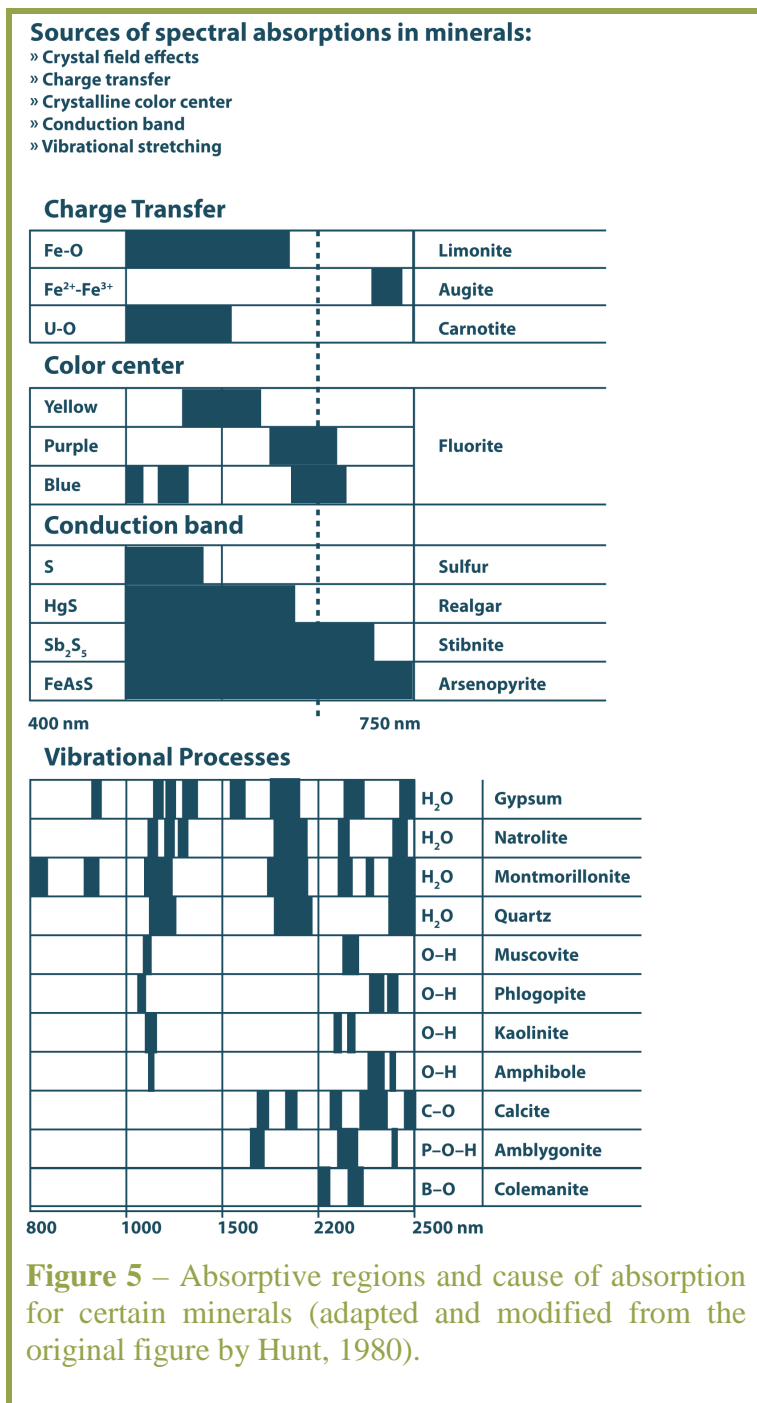 Sources of spectral absorptions in minerals:
» Crystal field effects
» Charge transfer
» Crystalline color center
» Conduction band
» Vibrational stretching
Charge Transfer
Fe-O Limonite
Fe²⁺-Fe³⁺ Augite
U-O Carnotite
Color center
Yellow
Purple Fluorite
Blue
Conduction band
S Sulfur
HgS Realgar
Sb₂S₅ Stibnite
FeAsS Arsenopyrite
400 nm 750 nm
Vibrational Processes
H₂O Gypsum
H₂O Natrolite
H₂O Montmorillonite
H₂O Quartz
O–H Muscovite
O–H Phlogopite
O–H Kaolinite
O–H Amphibole
C–O Calcite
P–O–H Amblygonite
B–O Colemanite
800 1000 1500 2200 2500 nm
Figure 5 – Absorptive regions and cause of absorption
for certain minerals (adapted and modified from the
original figure by Hunt, 1980).